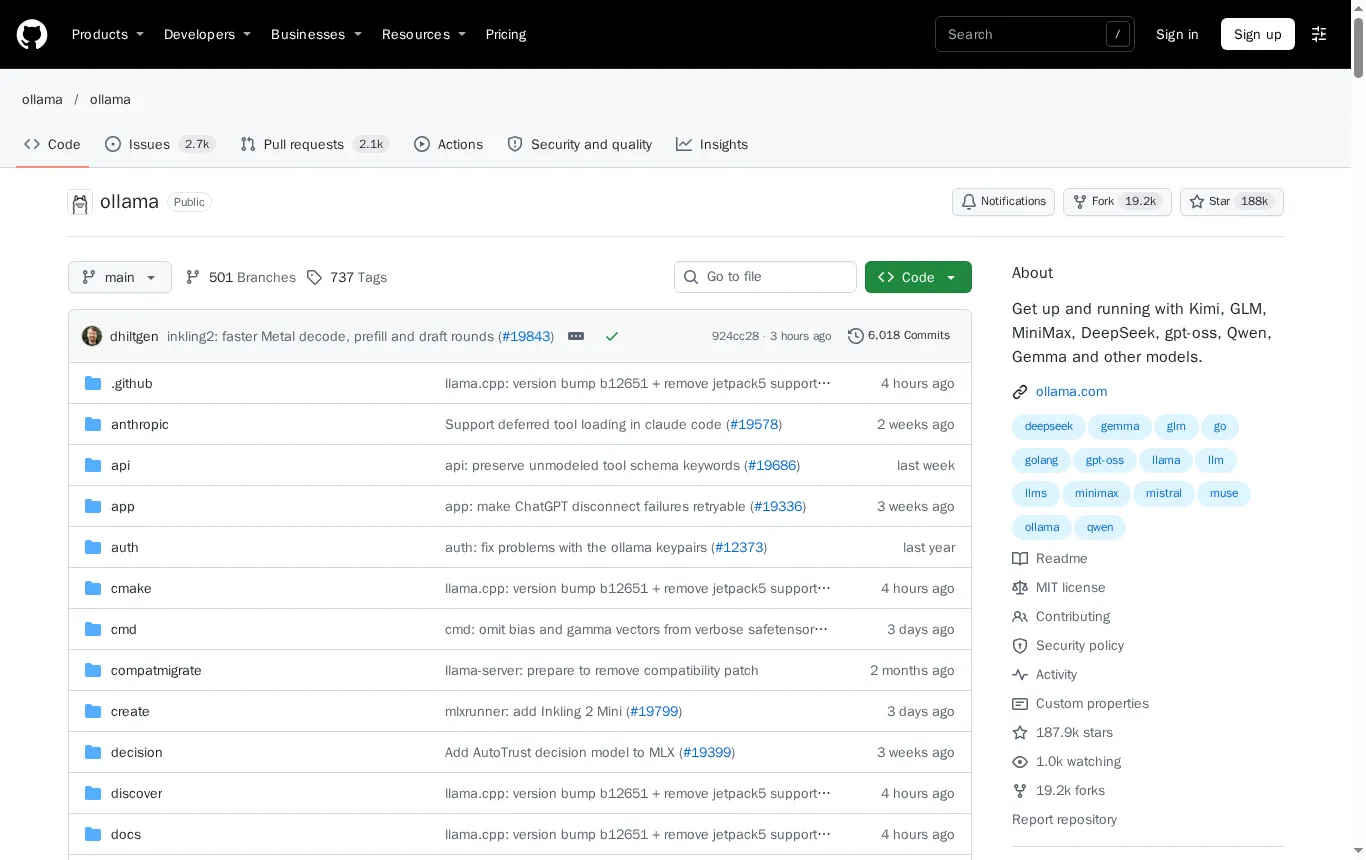 Products Developers Businesses Resources Pricing Search / Sign in Sign up
ollama / ollama
Code Issues 2.7k Pull requests 2.1k Actions Security and quality Insights
ollama Public Notifications Fork 19.2k Star 188k
main 501 Branches 737 Tags Go to file Code
dhiltgen inkling2: faster Metal decode, prefill and draft rounds (#19843) 924cc28 · 3 hours ago 6,018 Commits
.github llama.cpp: version bump b12651 + remove jetpack5 support… 4 hours ago
anthropic Support deferred tool loading in claude code (#19578) 2 weeks ago
api api: preserve unmodeled tool schema keywords (#19686) last week
app app: make ChatGPT disconnect failures retryable (#19336) 3 weeks ago
auth auth: fix problems with the ollama keypairs (#12373) last year
cmake llama.cpp: version bump b12651 + remove jetpack5 support… 4 hours ago
cmd cmd: omit bias and gamma vectors from verbose safetensor… 3 days ago
compatmigrate llama-server: prepare to remove compatibility patch 2 months ago
create mlxrunner: add Inkling 2 Mini (#19799) 3 days ago
decision Add AutoTrust decision model to MLX (#19399) 3 weeks ago
discover llama.cpp: version bump b12651 + remove jetpack5 support… 4 hours ago
docs llama.cpp: version bump b12651 + remove jetpack5 support… 4 hours ago
About
Get up and running with Kimi, GLM,
MiniMax, DeepSeek, gpt-oss, Qwen,
Gemma and other models.
ollama.com
deepseek gemma glm go
golang gpt-oss llama llm
llms minimax mistral muse
ollama qwen
Readme
MIT license
Contributing
Security policy
Activity
Custom properties
187.9k stars
1.0k watching
19.2k forks
Report repository